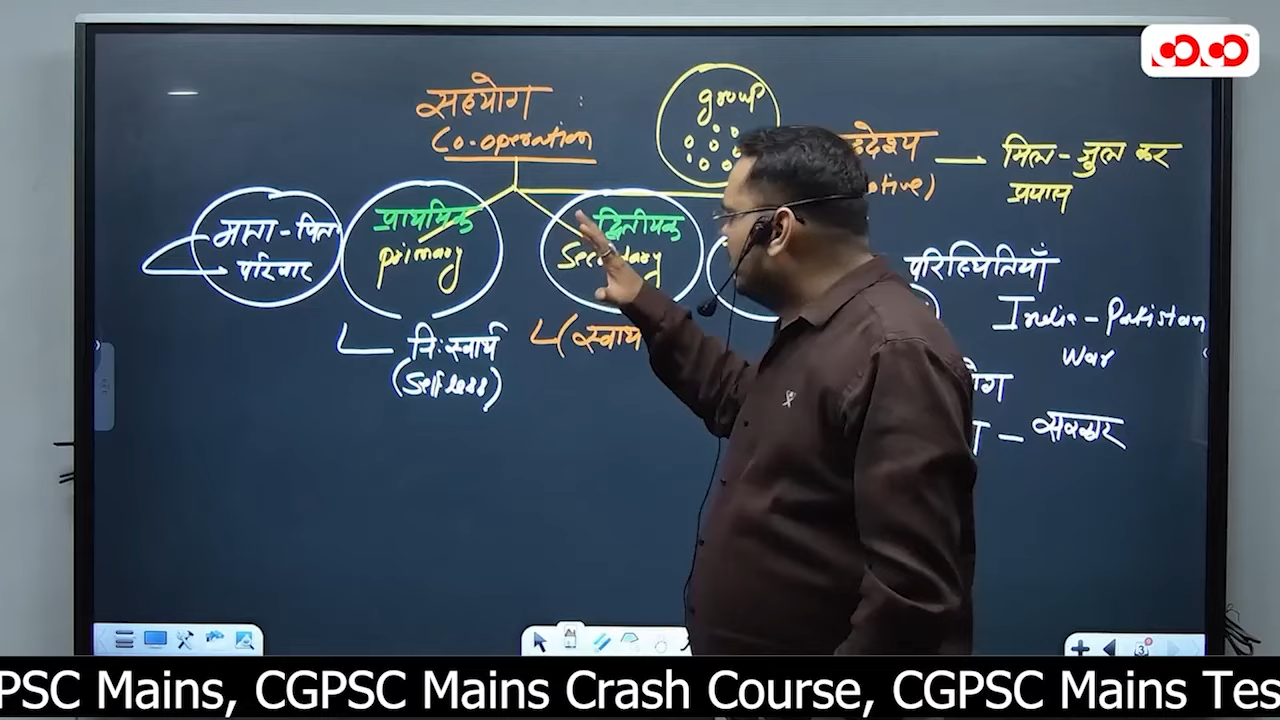 सहयोग
Co-operation
group
उद्देश्य
मिल-जुल कर
प्रयास
माता-पिता
परिवार
प्राथमिक
primary
द्वितीयक
Secondary
परिस्थितियाँ
India-Pakistan
war
निःस्वार्थ
(Selfless)
(स्वार्थ
सरकार
PSC Mains, CGPSC Mains Crash Course, CGPSC Mains Tes